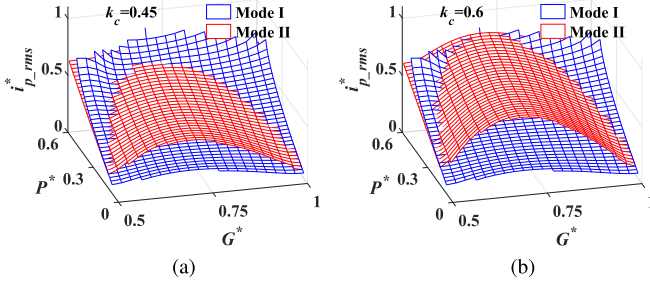 k_c=0.45
Mode I
Mode II
1
0.5
0
i*_p_rms
0.6
0.3
0
P*
0.5
0.75
1
G*
(a)
k_c=0.6
Mode I
Mode II
1
0.5
0
i*_p_rms
0.6
0.3
0
P*
0.5
0.75
1
G*
(b)